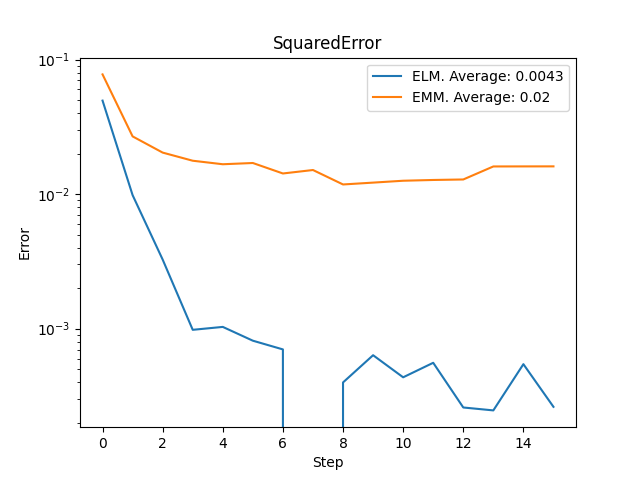 SquaredError
ELM. Average: 0.0043
EMM. Average: 0.02
10⁻¹
10⁻²
10⁻³
Error
0 2 4 6 8 10 12 14
Step